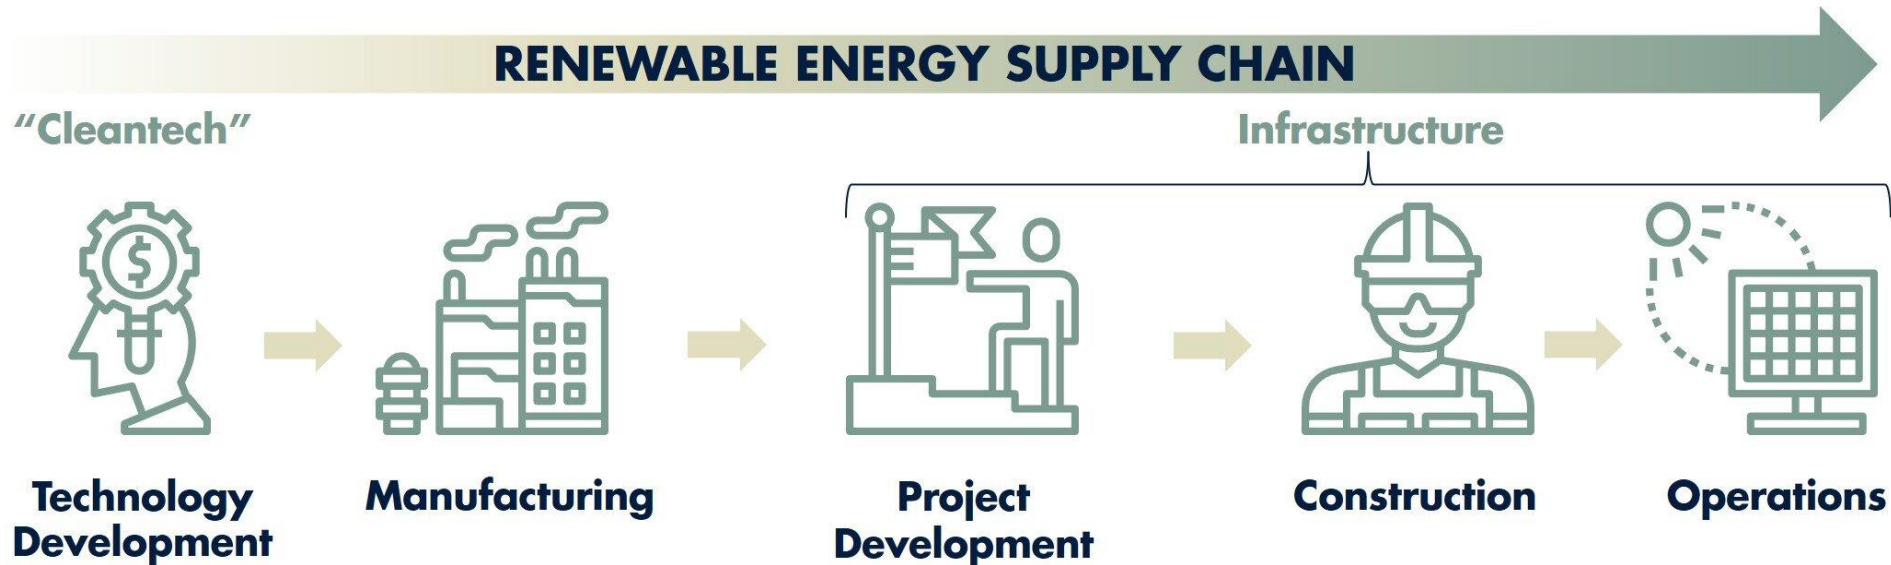 RENEWABLE ENERGY SUPPLY CHAIN
“Cleantech”
Infrastructure
$
Technology
Development
Manufacturing
Project
Development
Construction
Operations